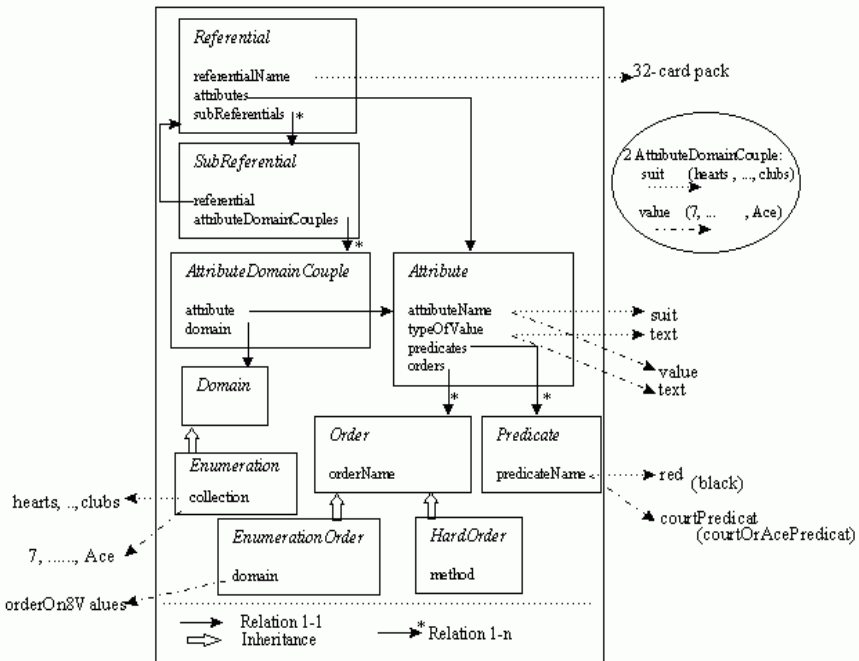 Referential
referentialName
attributes
subReferentials
*
32-card pack
SubReferential
referential
attributeDomainCouples
*
2 AttributeDomainCouple:
suit (hearts , ..., clubs)
value (7, ... , Ace)
AttributeDomainCouple
attribute
domain
Attribute
attributeName
typeOfValue
predicates
orders
suit
text
value
text
*
*
Domain
Enumeration
collection
hearts, .., clubs
7, ......, Ace
Order
orderName
Predicate
predicateName
red
(black)
courtPredicat
(courtOrAcePredicat)
EnumerationOrder
domain
HardOrder
method
orderOn8Values
Relation 1-1
Inheritance
* Relation 1-n